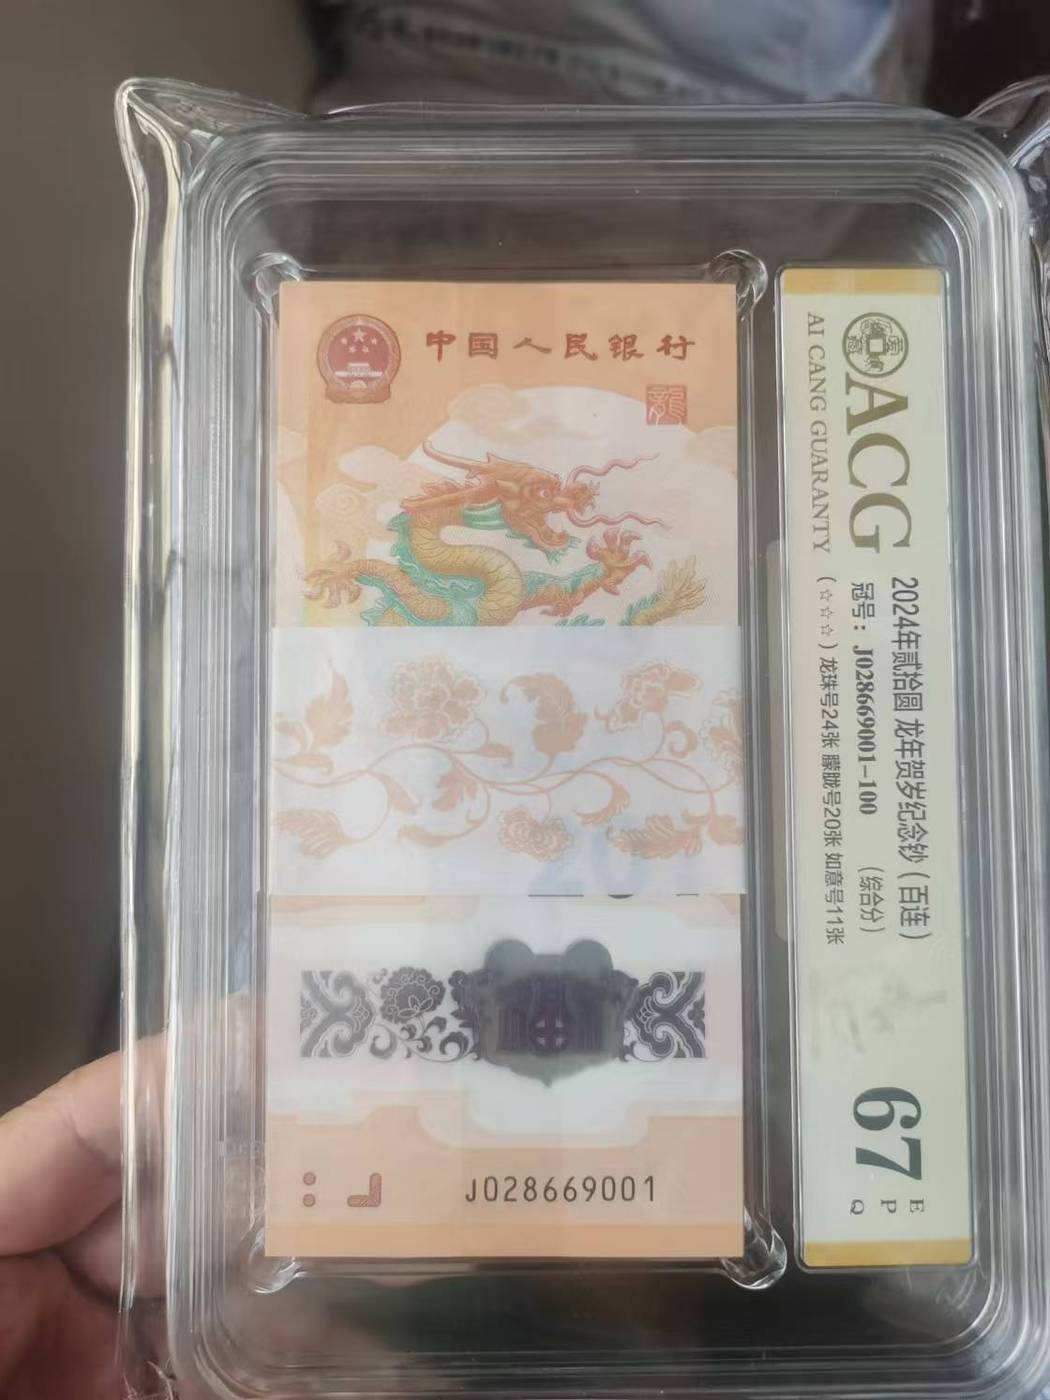 中国人民银行
龍
J028669001
ACG
AI CANG GUARANTY
2024年贰拾圆 龙年贺岁纪念钞（百连）
冠号：J028669001-100 （综合分）
（☆☆☆）龙珠号24张 朦胧号20张 如意号11张
67
E
P
Q